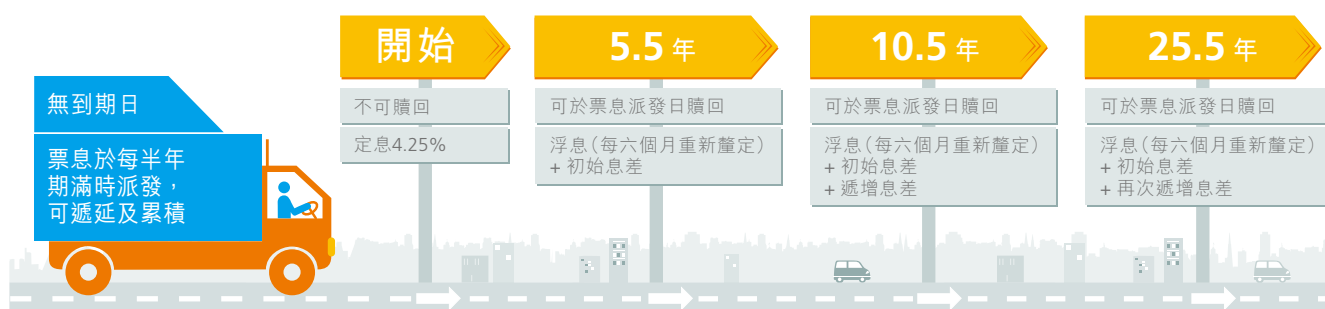 無到期日
票息於每半年
期滿時派發，
可遞延及累積
開始
不可贖回
定息4.25%
5.5 年
可於票息派發日贖回
浮息（每六個月重新釐定）
+ 初始息差
10.5 年
可於票息派發日贖回
浮息（每六個月重新釐定）
+ 初始息差
+ 遞增息差
25.5 年
可於票息派發日贖回
浮息（每六個月重新釐定）
+ 初始息差
+ 再次遞增息差